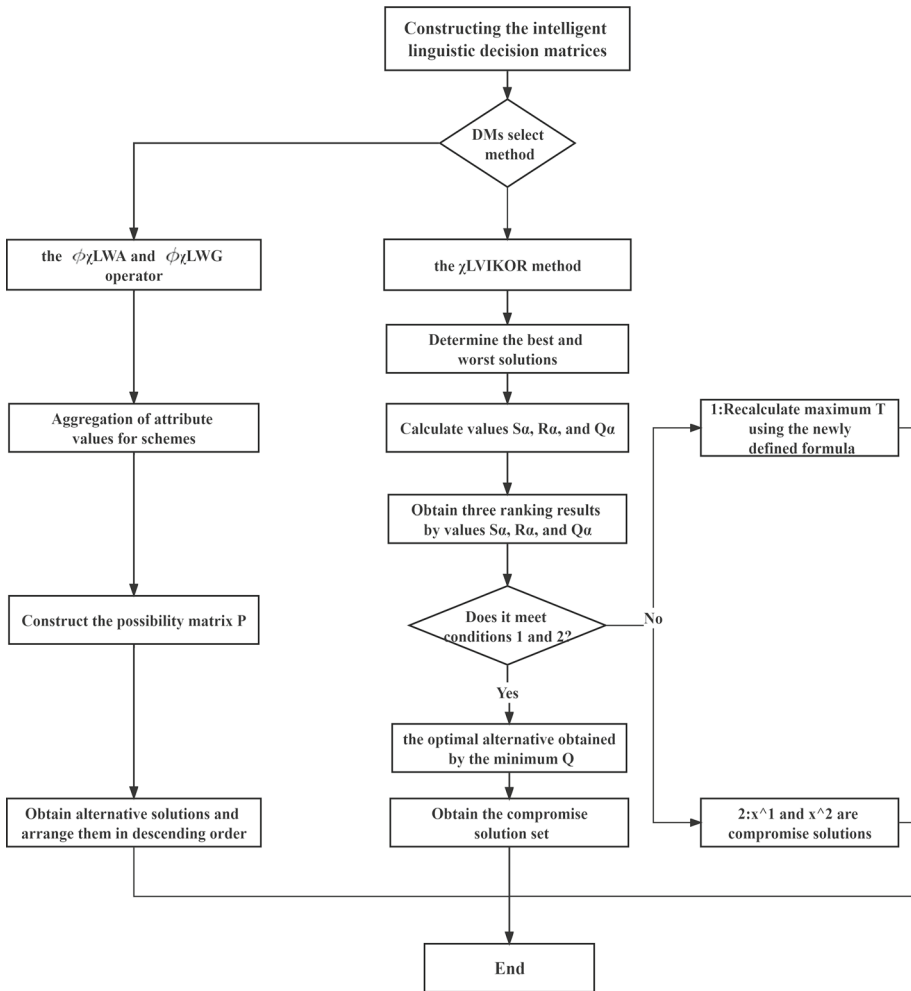 Constructing the intelligent
linguistic decision matrices
DMs select
method
the ϕχLWA and ϕχLWG
operator
the χLVIKOR method
Determine the best and
worst solutions
Aggregation of attribute
values for schemes
Calculate values Sα, Rα, and Qα
1:Recalculate maximum T
using the newly
defined formula
Obtain three ranking results
by values Sα, Rα, and Qα
Construct the possibility matrix P
Does it meet
conditions 1 and 2?
No
Yes
the optimal alternative obtained
by the minimum Q
Obtain alternative solutions and
arrange them in descending order
Obtain the compromise
solution set
2:x^1 and x^2 are
compromise solutions
End